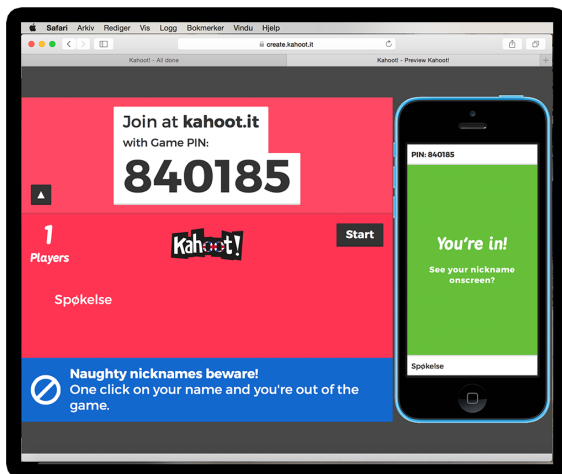 Safari Arkiv Rediger Vis Logg Bokmerker Vindu Hjelp
create.kahoot.it
Kahoot! - All done
Kahoot! - Preview Kahoot!
Join at kahoot.it
with Game PIN:
840185
1
Players
Kahoot!
Start
Spøkelse
Naughty nicknames beware!
One click on your name and you're out of the
game.
PIN: 840185
You're in!
See your nickname
onscreen?
Spøkelse